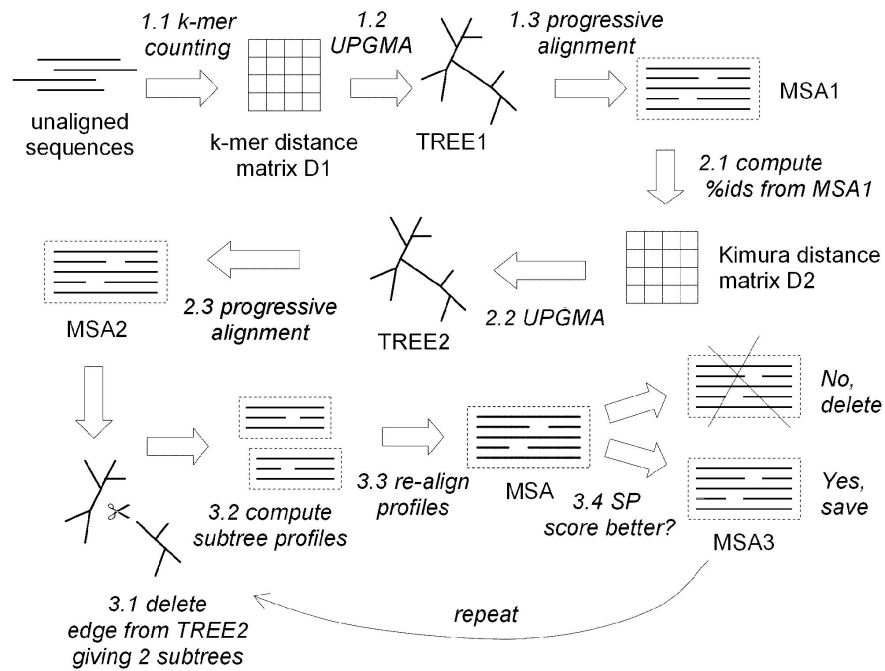 1.1 k-mer
counting
1.2
UPGMA
1.3 progressive
alignment
unaligned
sequences
k-mer distance
matrix D1
TREE1
MSA1
2.1 compute
%ids from MSA1
Kimura distance
matrix D2
2.2 UPGMA
TREE2
2.3 progressive
alignment
MSA2
3.1 delete
edge from TREE2
giving 2 subtrees
3.2 compute
subtree profiles
3.3 re-align
profiles
MSA
3.4 SP
score better?
No,
delete
Yes,
save
MSA3
repeat